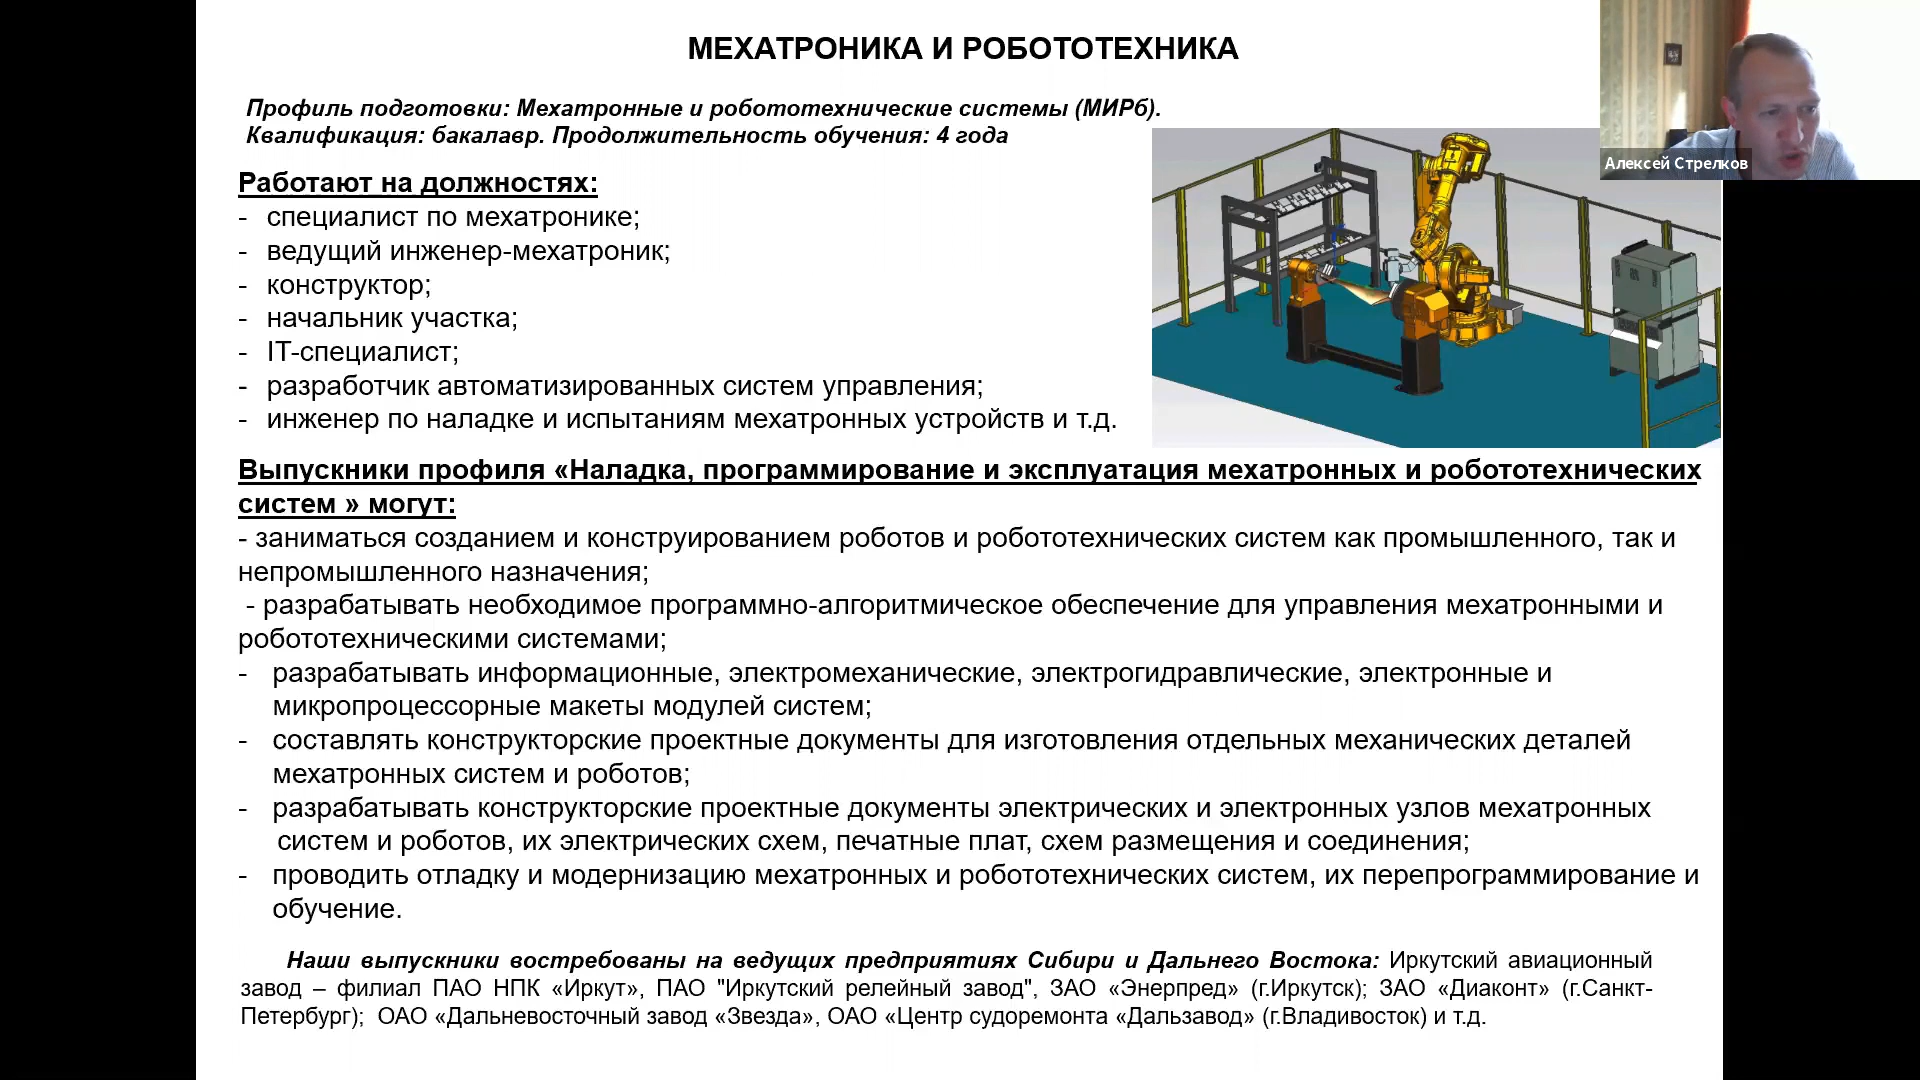 МЕХАТРОНИКА И РОБОТОТЕХНИКА
Алексей Стрелков
Профиль подготовки: Мехатронные и робототехнические системы (МИРб).
Квалификация: бакалавр. Продолжительность обучения: 4 года
Работают на должностях:
- специалист по мехатронике;
- ведущий инженер-мехатроник;
- конструктор;
- начальник участка;
- IT-специалист;
- разработчик автоматизированных систем управления;
- инженер по наладке и испытаниям мехатронных устройств и т.д.
Выпускники профиля «Наладка, программирование и эксплуатация мехатронных и робототехнических
систем » могут:
- заниматься созданием и конструированием роботов и робототехнических систем как промышленного, так и
непромышленного назначения;
- разрабатывать необходимое программно-алгоритмическое обеспечение для управления мехатронными и
робототехническими системами;
- разрабатывать информационные, электромеханические, электрогидравлические, электронные и
микропроцессорные макеты модулей систем;
- составлять конструкторские проектные документы для изготовления отдельных механических деталей
мехатронных систем и роботов;
- разрабатывать конструкторские проектные документы электрических и электронных узлов мехатронных
систем и роботов, их электрических схем, печатные плат, схем размещения и соединения;
- проводить отладку и модернизацию мехатронных и робототехнических систем, их перепрограммирование и
обучение.
Наши выпускники востребованы на ведущих предприятиях Сибири и Дальнего Востока: Иркутский авиационный
завод – филиал ПАО НПК «Иркут», ПАО "Иркутский релейный завод", ЗАО «Энерпред» (г.Иркутск); ЗАО «Диаконт» (г.Санкт-
Петербург); ОАО «Дальневосточный завод «Звезда», ОАО «Центр судоремонта «Дальзавод» (г.Владивосток) и т.д.